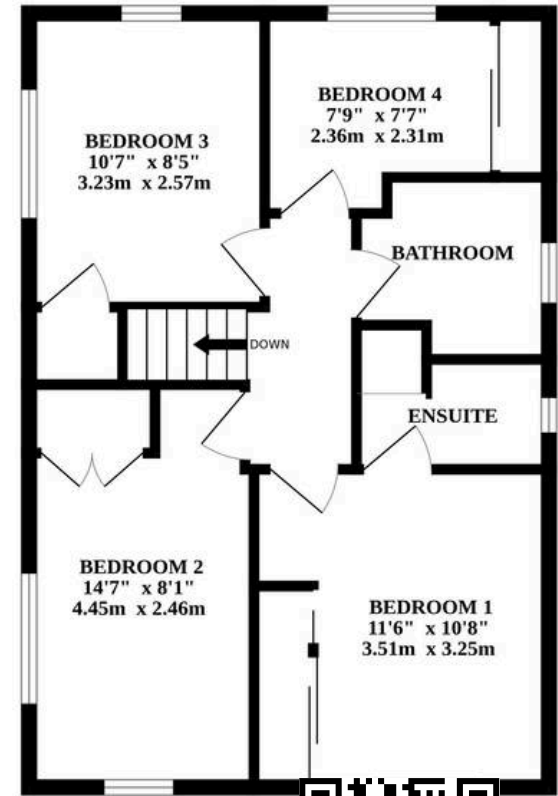 BEDROOM 4
7'9" x 7'7"
2.36m x 2.31m
BEDROOM 3
10'7" x 8'5"
3.23m x 2.57m
BATHROOM
DOWN
ENSUITE
BEDROOM 2
14'7" x 8'1"
4.45m x 2.46m
BEDROOM 1
11'6" x 10'8"
3.51m x 3.25m